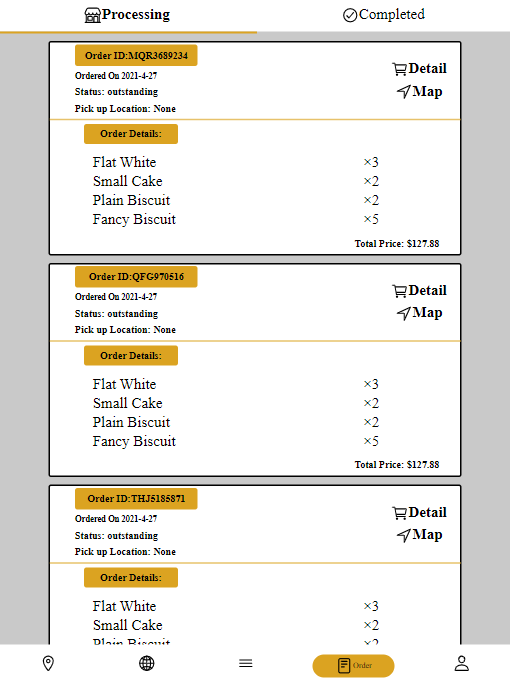 Processing
Completed
Order ID:MQR3689234
Ordered On 2021-4-27
Status: outstanding
Pick up Location: None
Detail
Map
Order Details:
Flat White ×3
Small Cake ×2
Plain Biscuit ×2
Fancy Biscuit ×5
Total Price: $127.88
Order ID:QFG970516
Ordered On 2021-4-27
Status: outstanding
Pick up Location: None
Detail
Map
Order Details:
Flat White ×3
Small Cake ×2
Plain Biscuit ×2
Fancy Biscuit ×5
Total Price: $127.88
Order ID:THJ5185871
Ordered On 2021-4-27
Status: outstanding
Pick up Location: None
Detail
Map
Order Details:
Flat White ×3
Small Cake ×2
Plain Biscuit ×2
Order